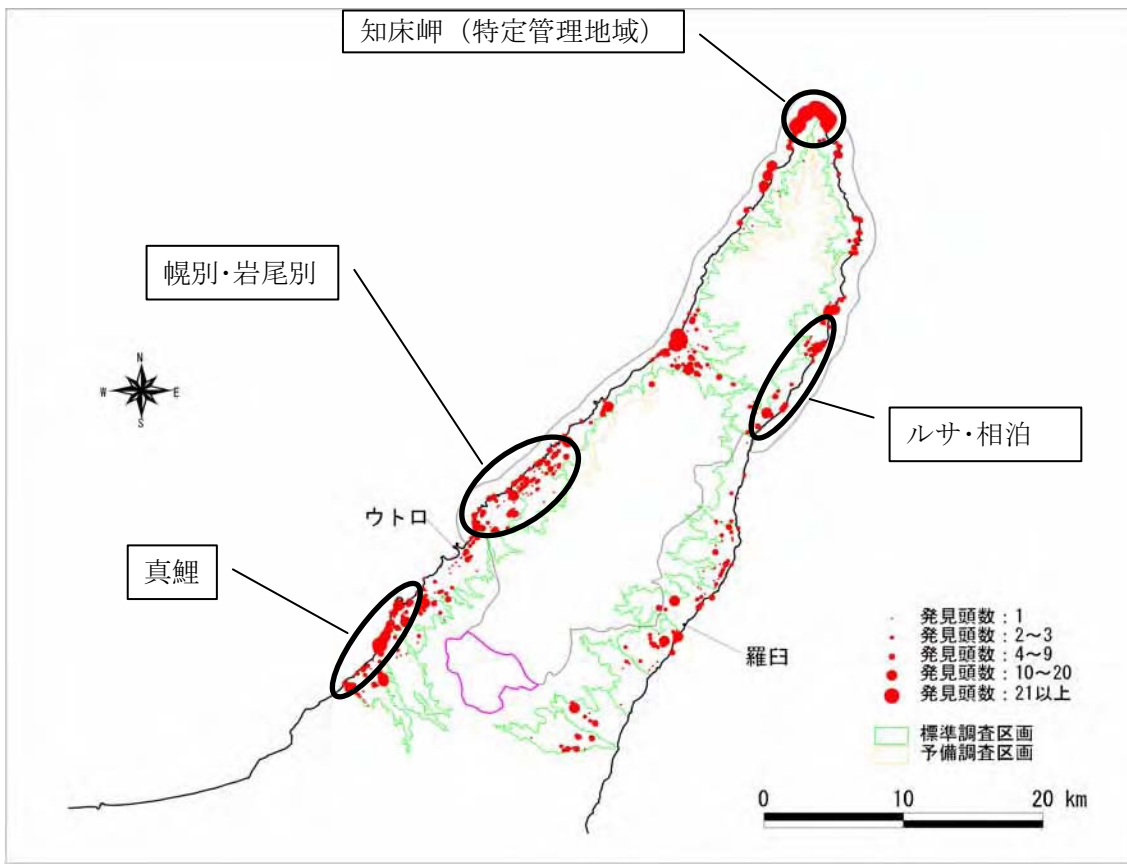 知床岬（特定管理地域）
幌別・岩尾別
N
W
E
S
ルサ・相泊
ウトロ
真鯉
羅臼
発見頭数：1
発見頭数：2～3
発見頭数：4～9
発見頭数：10～20
発見頭数：21以上
標準調査区画
予備調査区画
0 10 20 km